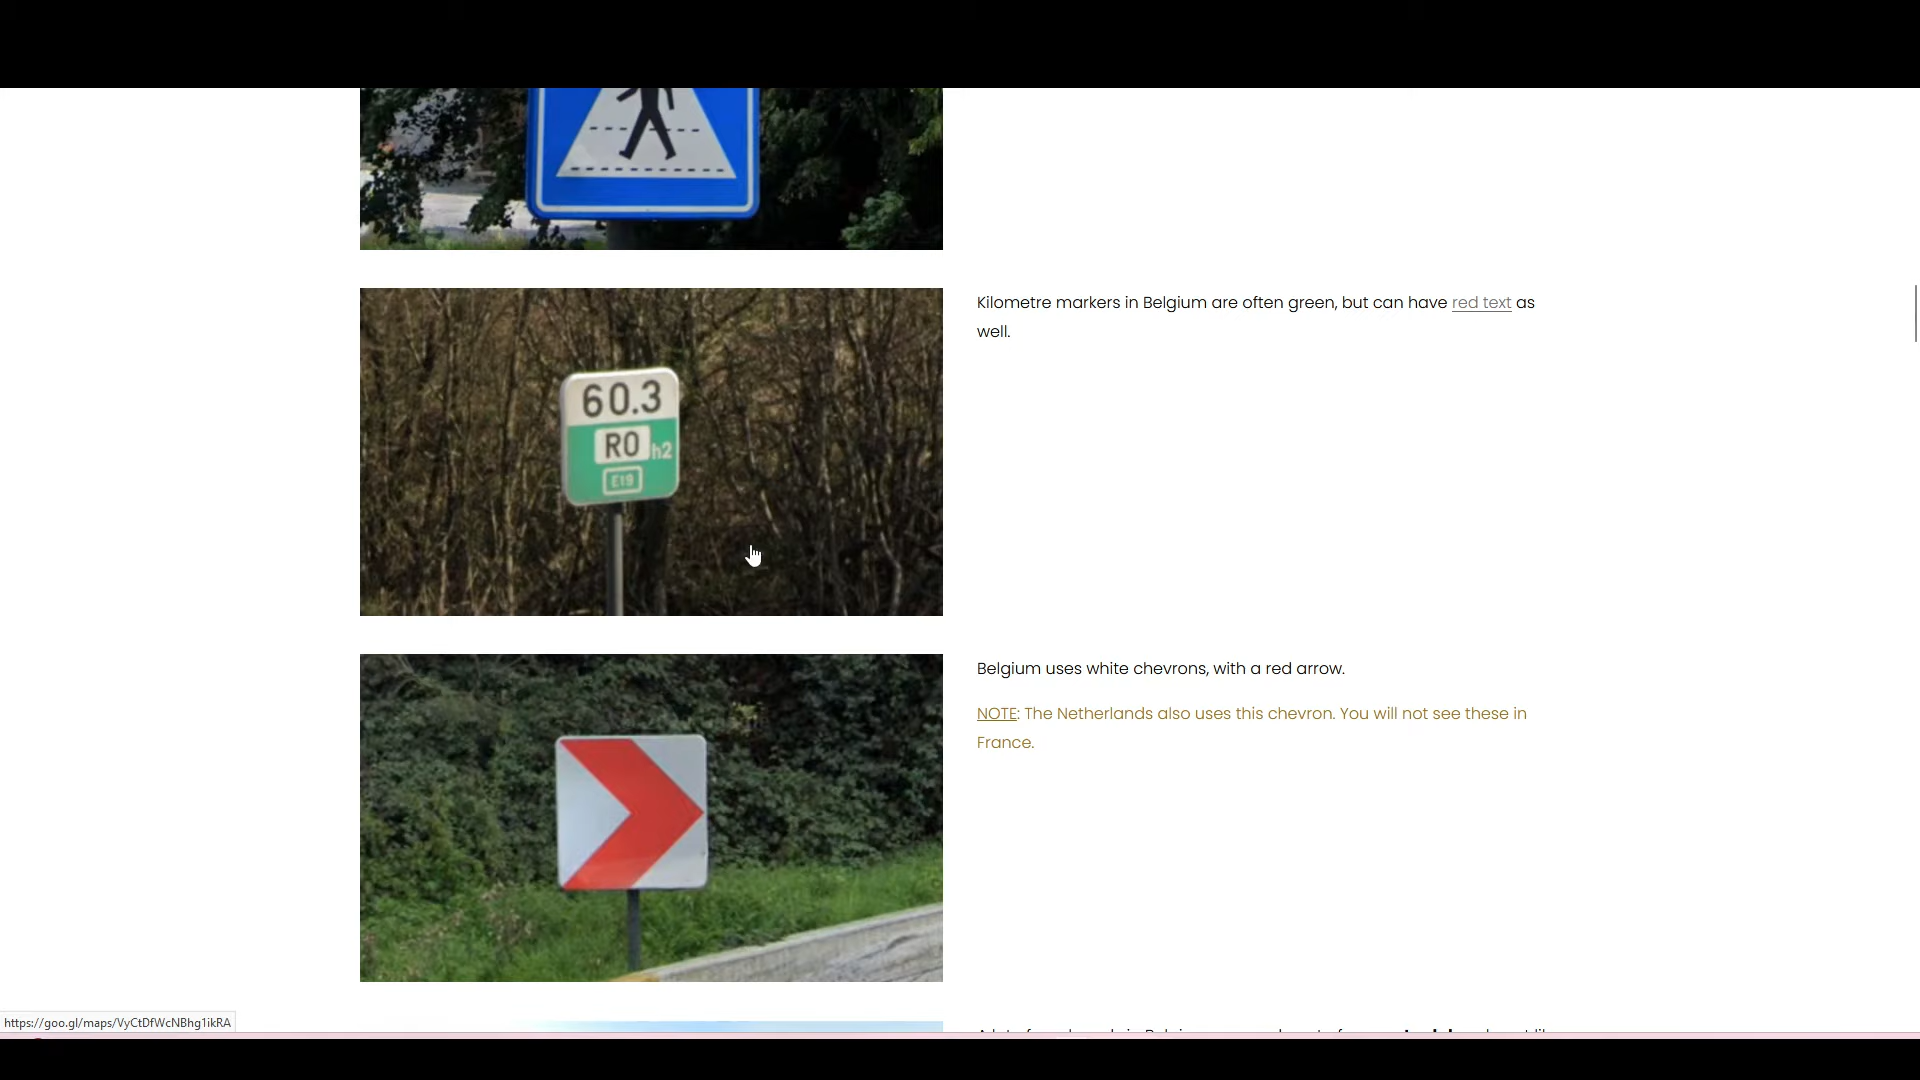 Kilometre markers in Belgium are often green, but can have red text as
well.
60.3
R0 h2
E19
Belgium uses white chevrons, with a red arrow.
NOTE: The Netherlands also uses this chevron. You will not see these in
France.
https://goo.gl/maps/VyCtDfWcNBhg1ikRA